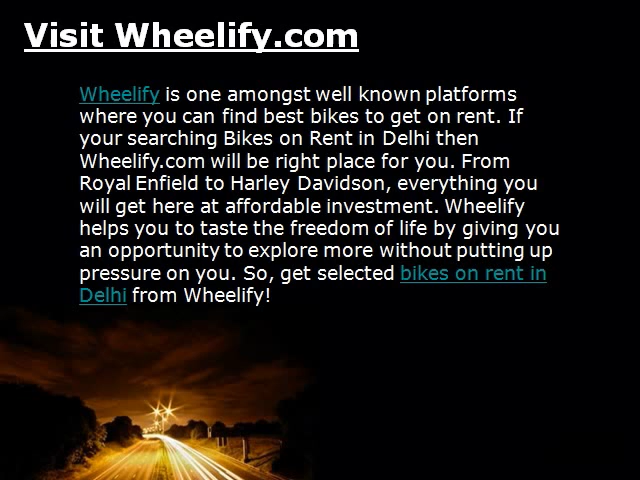 Visit Wheelify.com
Wheelify is one amongst well known platforms
where you can find best bikes to get on rent. If
your searching Bikes on Rent in Delhi then
Wheelify.com will be right place for you. From
Royal Enfield to Harley Davidson, everything you
will get here at affordable investment. Wheelify
helps you to taste the freedom of life by giving you
an opportunity to explore more without putting up
pressure on you. So, get selected bikes on rent in
Delhi from Wheelify!